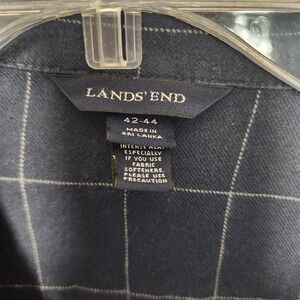 LANDS' END
42-44
MADE IN
SRI LANKA
INTENSE HEAT
ESPECIALLY
IF YOU USE
FABRIC
SOFTENERS.
PLEASE USE
PRECAUTION